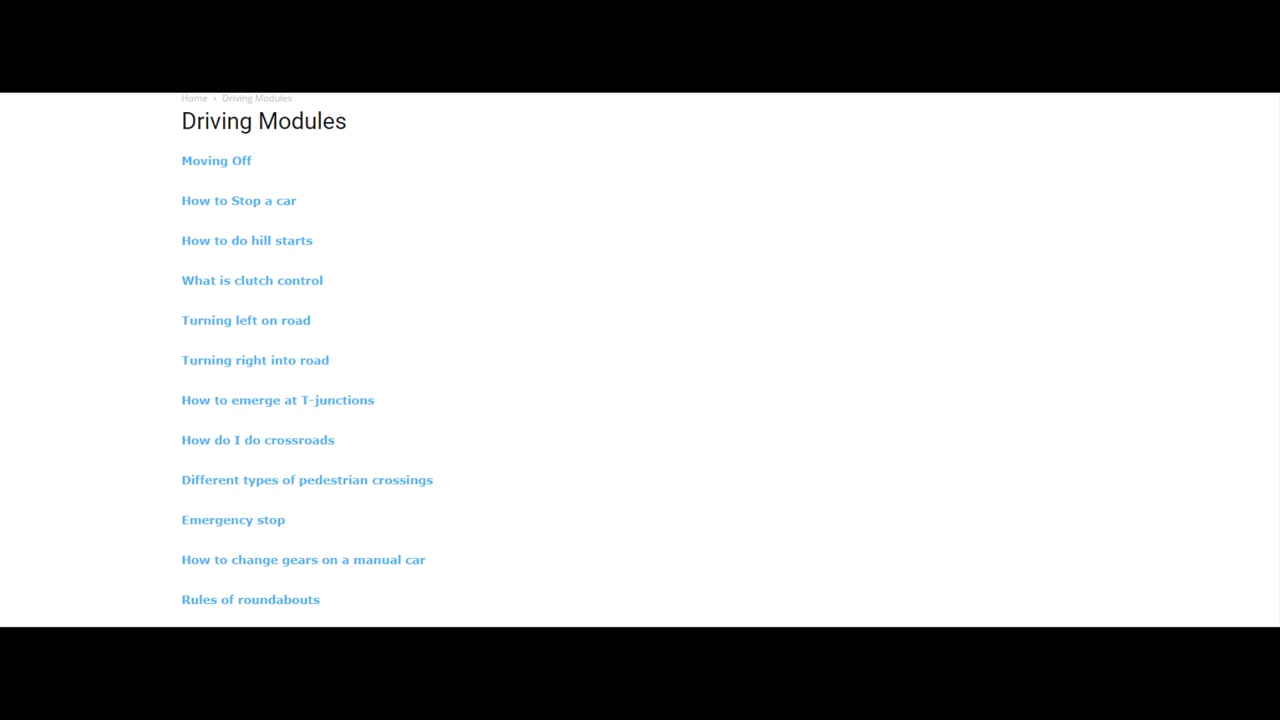 Home › Driving Modules
Driving Modules
Moving Off
How to Stop a car
How to do hill starts
What is clutch control
Turning left on road
Turning right into road
How to emerge at T-junctions
How do I do crossroads
Different types of pedestrian crossings
Emergency stop
How to change gears on a manual car
Rules of roundabouts